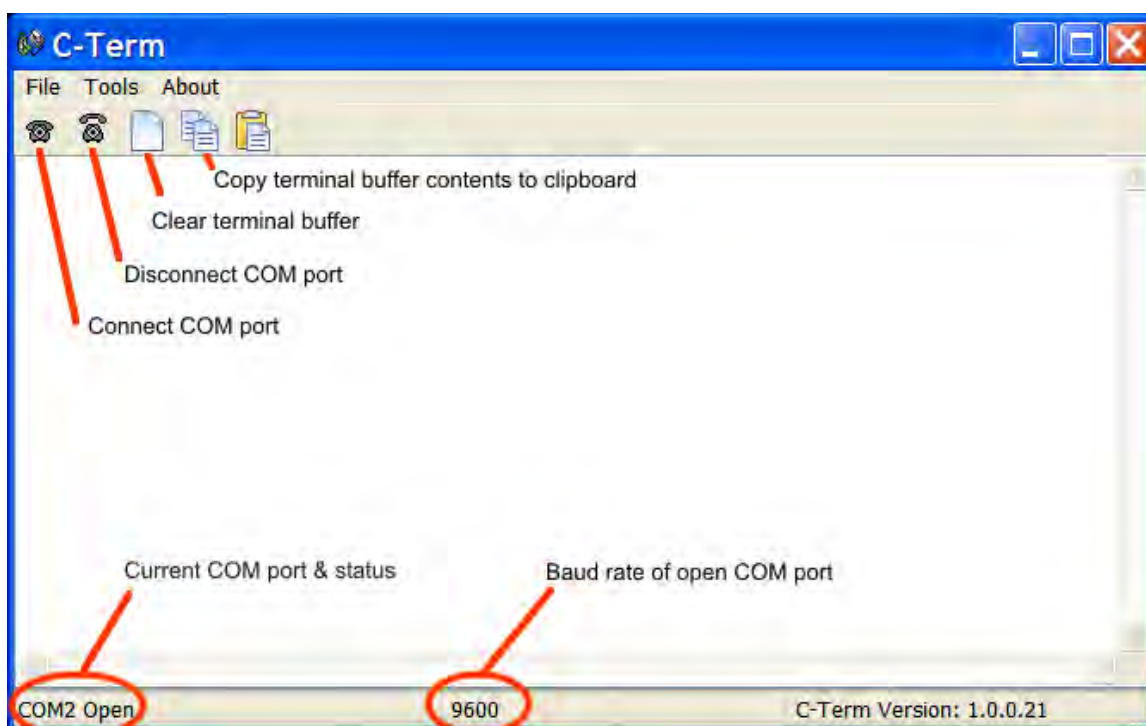 C-Term
File Tools About
Copy terminal buffer contents to clipboard
Clear terminal buffer
Disconnect COM port
Connect COM port
Current COM port & status
Baud rate of open COM port
COM2 Open 9600 C-Term Version: 1.0.0.21